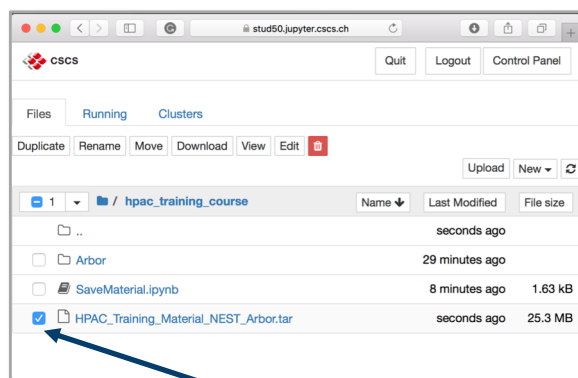 stud50.jupyter.cscs.ch
CSCS
Quit Logout Control Panel
Files Running Clusters
Duplicate Rename Move Download View Edit
Upload New
1 / hpac_training_course Name Last Modified File size
.. seconds ago
Arbor 29 minutes ago
SaveMaterial.ipynb 8 minutes ago 1.63 kB
HPAC_Training_Material_NEST_Arbor.tar seconds ago 25.3 MB